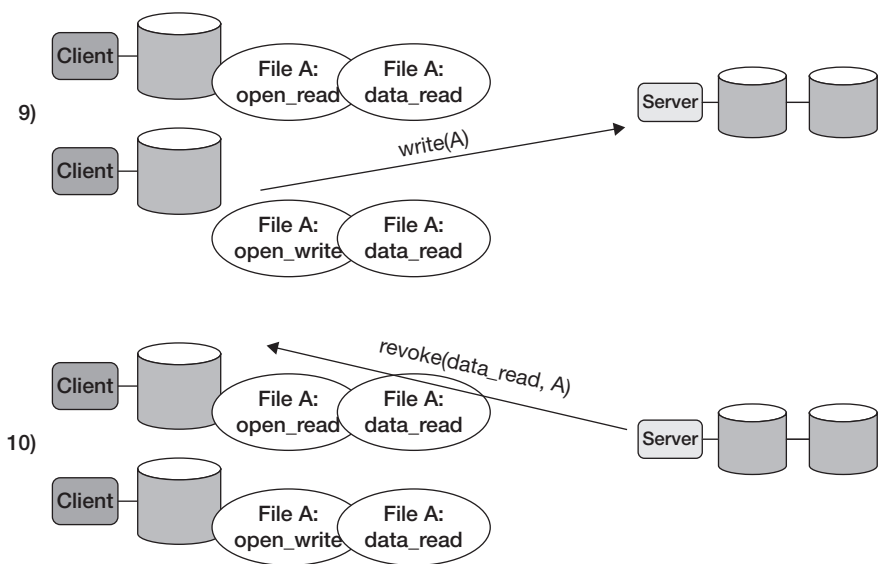 Client
File A:
open_read
File A:
data_read
9)
Server
write(A)
Client
File A:
open_write
File A:
data_read
revoke(data_read, A)
Client
File A:
open_read
File A:
data_read
10)
Server
Client
File A:
open_write
File A:
data_read